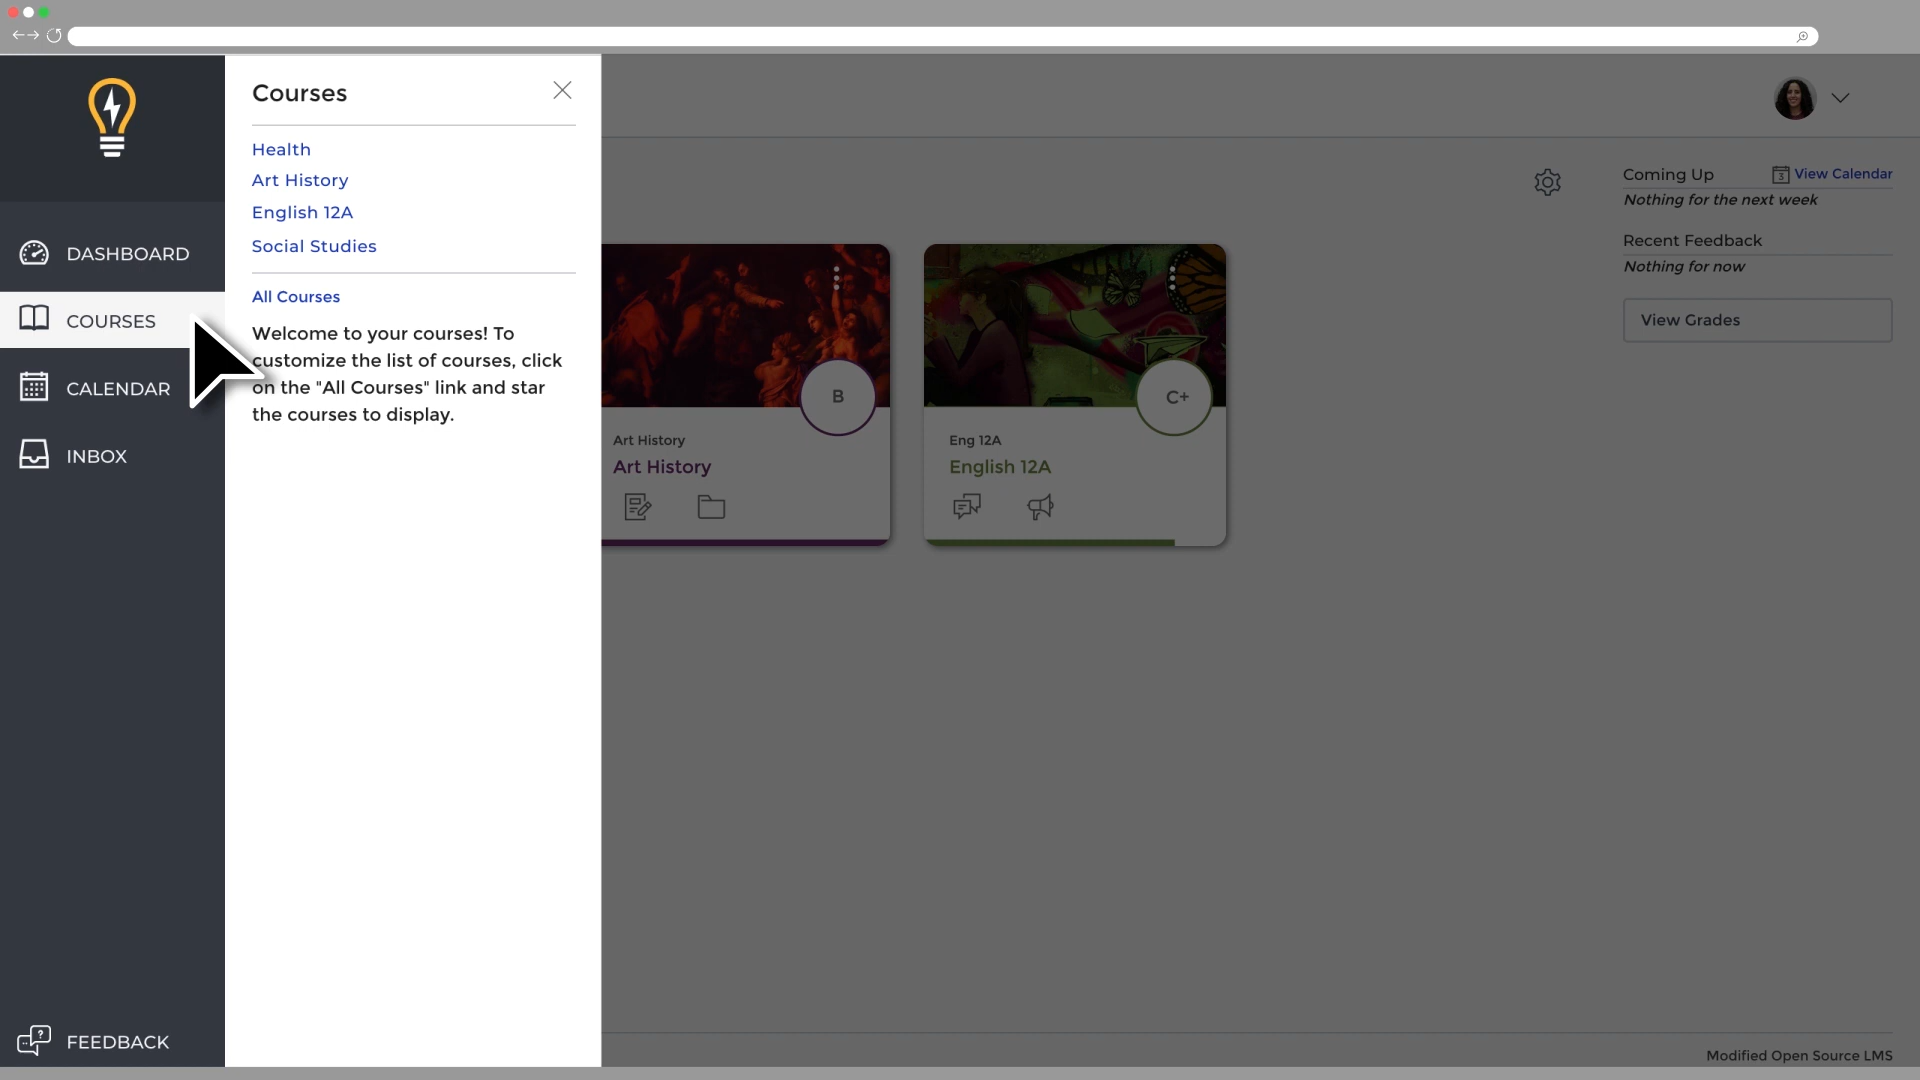 DASHBOARD
COURSES
CALENDAR
INBOX
FEEDBACK
Courses
Health
Art History
English 12A
Social Studies
All Courses
Welcome to your courses! To
customize the list of courses, click
on the "All Courses" link and star
the courses to display.
B
Art History
Art History
C+
Eng 12A
English 12A
Coming Up
3
View Calendar
Nothing for the next week
Recent Feedback
Nothing for now
View Grades
Modified Open Source LMS